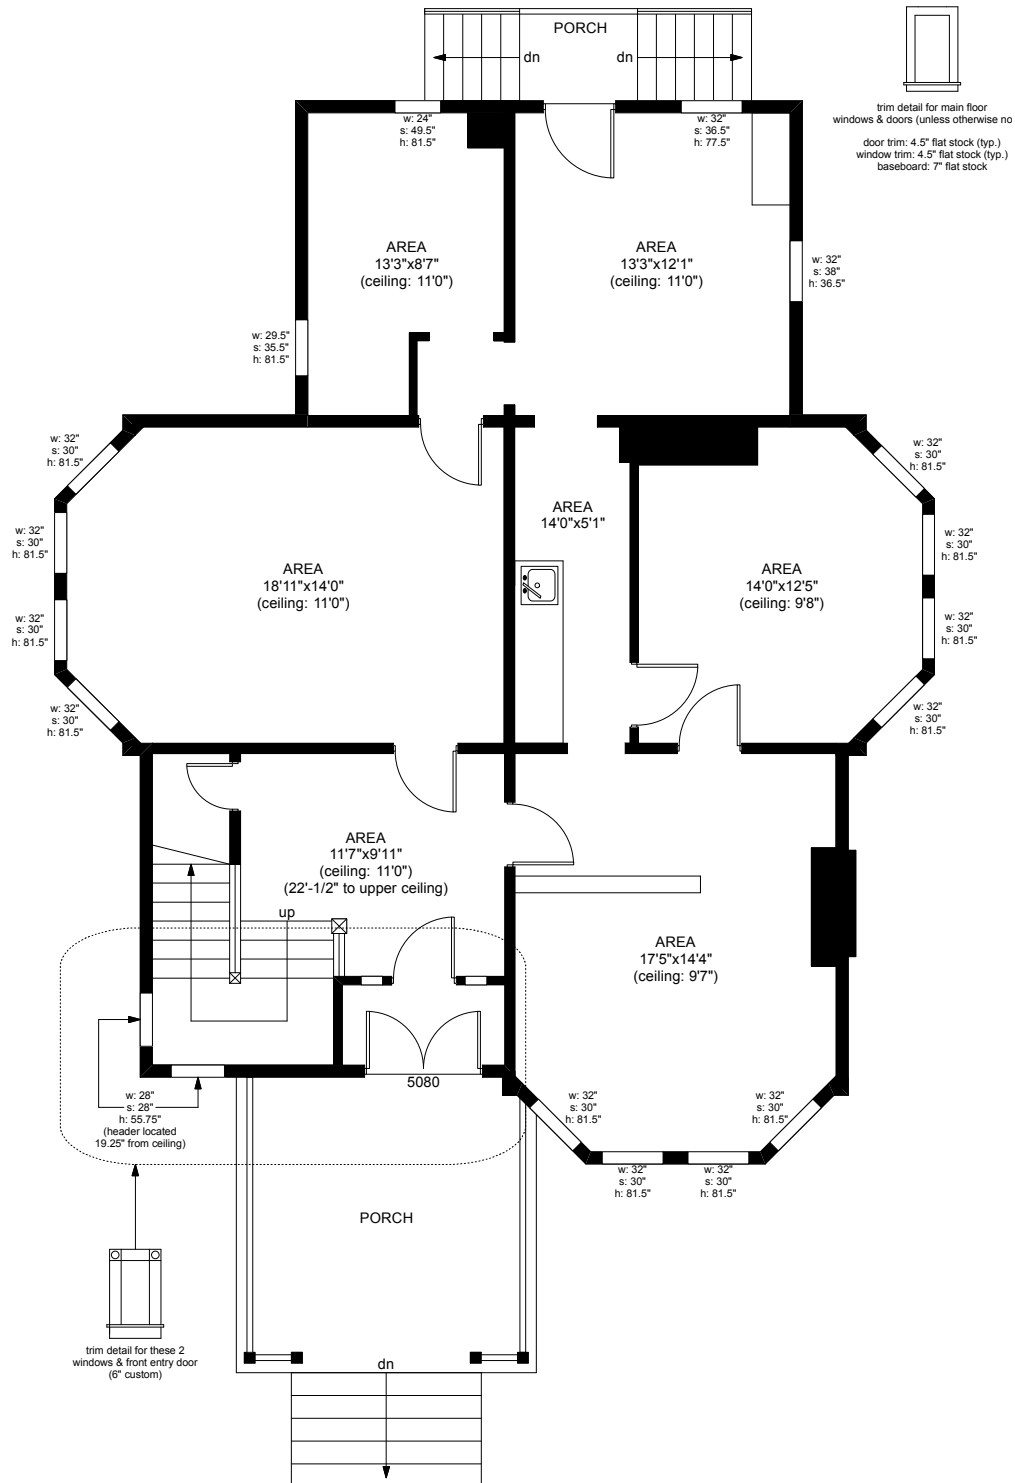 PORCH
dn
dn
trim detail for main floor
windows & doors (unless otherwise no
door trim: 4.5" flat stock (typ.)
window trim: 4.5" flat stock (typ.)
baseboard: 7" flat stock
w: 24"
s: 49.5"
h: 81.5"
w: 32"
s: 36.5"
h: 77.5"
AREA
13'3"x8'7"
(ceiling: 11'0")
AREA
13'3"x12'1"
(ceiling: 11'0")
w: 32"
s: 38"
h: 36.5"
w: 29.5"
s: 35.5"
h: 81.5"
w: 32"
s: 30"
h: 81.5"
w: 32"
s: 30"
h: 81.5"
w: 32"
s: 30"
h: 81.5"
w: 32"
s: 30"
h: 81.5"
AREA
18'11"x14'0
(ceiling: 11'0")
AREA
14'0"x5'1"
AREA
14'0"x12'5"
(ceiling: 9'8")
w: 32"
s: 30"
h: 81.5"
w: 32"
s: 30"
h: 81.5"
w: 32"
s: 30"
h: 81.5"
w: 32"
s: 30"
h: 81.5"
AREA
11'7"x9'11"
(ceiling: 11'0")
(22'-1/2" to upper ceiling)
up
AREA
17'5"x14'4"
(ceiling: 9'7")
5080
w: 28"
s: 28"
h: 55.75"
(header located
19.25" from ceiling)
w: 32"
s: 30"
h: 81.5"
w: 32"
s: 30"
h: 81.5"
w: 32"
s: 30"
h: 81.5"
w: 32"
s: 30"
h: 81.5"
PORCH
trim detail for these 2
windows & front entry door
(6" custom)
dn